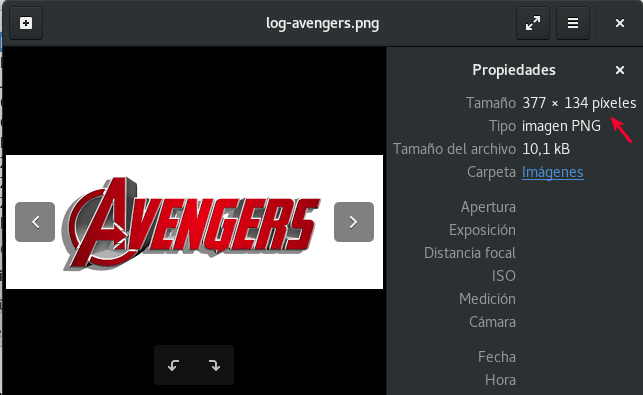 log-avengers.png
Propiedades
Tamaño 377 × 134 píxeles
Tipo imagen PNG
Tamaño del archivo 10,1 kB
Carpeta Imágenes
AVENGERS
Apertura
Exposición
Distancia focal
ISO
Medición
Cámara
Fecha
Hora